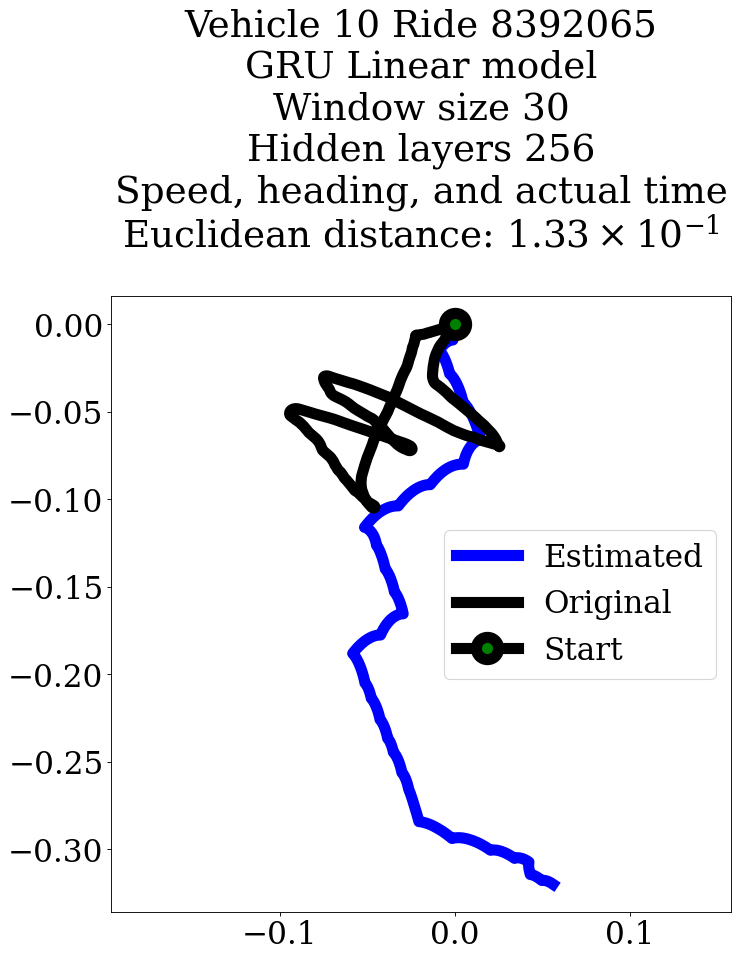 Vehicle 10 Ride 8392065
GRU Linear model
Window size 30
Hidden layers 256
Speed, heading, and actual time
Euclidean distance: 1.33 × 10⁻¹
0.00
−0.05
−0.10
−0.15
−0.20
−0.25
−0.30
Estimated
Original
Start
−0.1
0.0
0.1